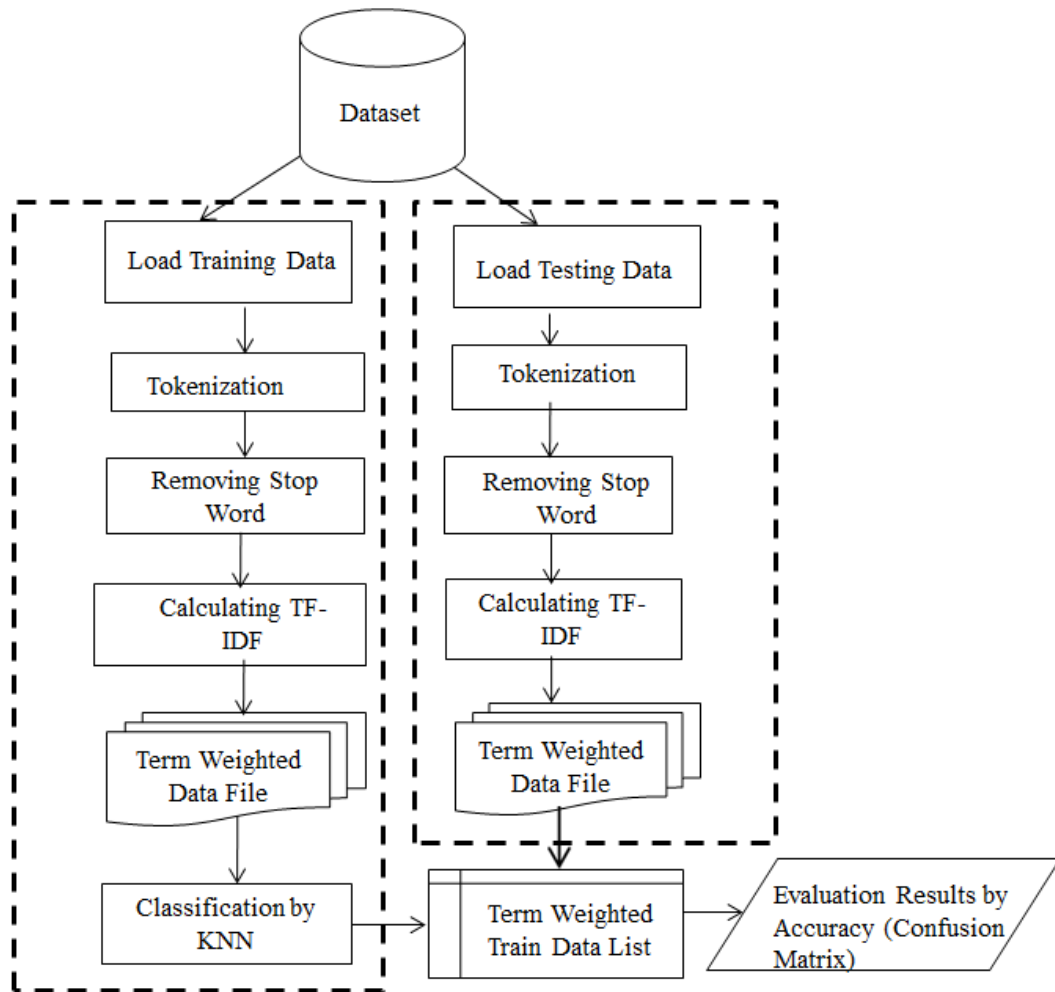 Dataset
Load Training Data
Tokenization
Removing Stop
Word
Calculating TF-
IDF
Term Weighted
Data File
Classification by
KNN
Load Testing Data
Tokenization
Removing Stop
Word
Calculating TF-
IDF
Term Weighted
Data File
Term Weighted
Train Data List
Evaluation Results by
Accuracy (Confusion
Matrix)